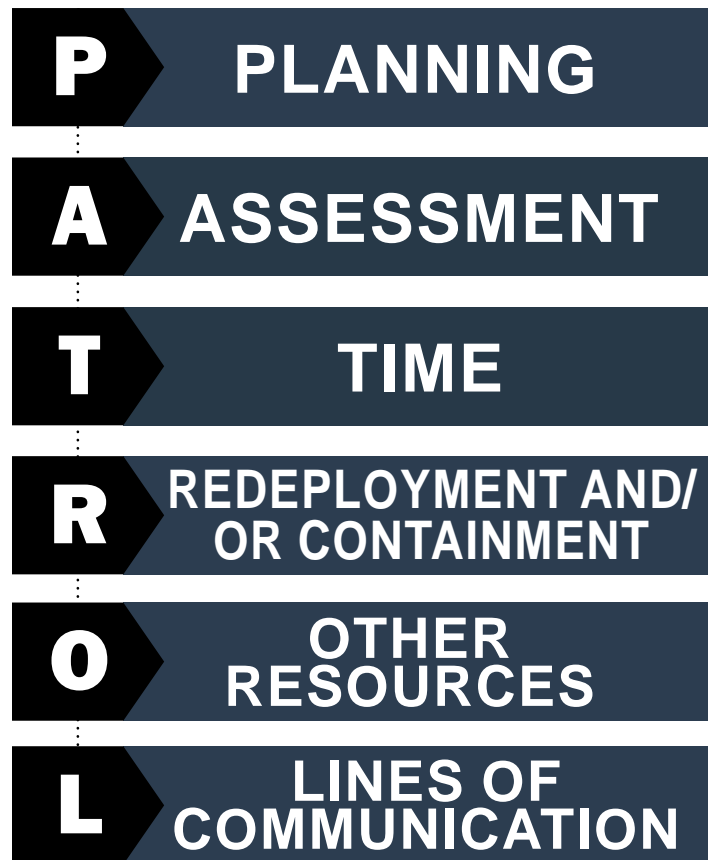 P PLANNING
A ASSESSMENT
T TIME
R REDEPLOYMENT AND/
OR CONTAINMENT
O OTHER
RESOURCES
L LINES OF
COMMUNICATION